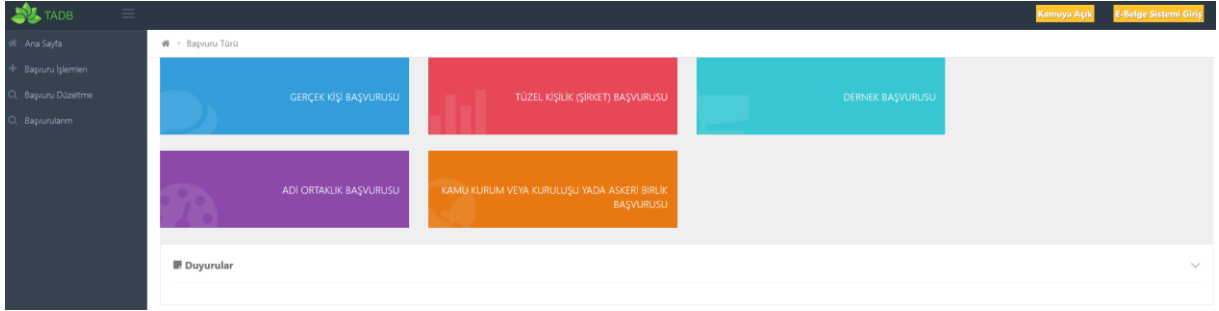 TADB
Kamuya Açık
E-Belge Sistemi Giriş
Ana Sayfa
Başvuru İşlemleri
Başvuru Düzeltme
Başvurularım
Başvuru Türü
GERÇEK KİŞİ BAŞVURUSU
TÜZEL KİŞİLİK (ŞİRKET) BAŞVURUSU
DERNEK BAŞVURUSU
ADİ ORTAKLIK BAŞVURUSU
KAMU KURUM VEYA KURULUŞU YADA ASKERİ BİRLİK
BAŞVURUSU
Duyurular